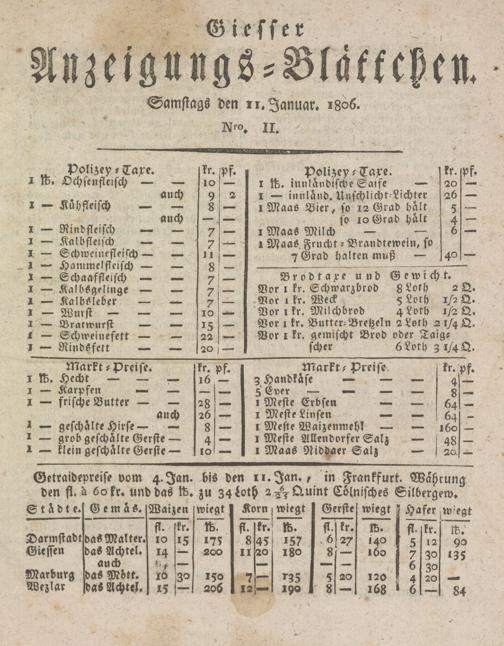 Giesser
Anzeigungs-Blättchen.
Samstags den 11. Januar. 1806.
Nro. II.
Polizey-Taxe. kr. pf.
1 ℔. Ochsenfleisch — — 10 —
auch 9 2
1 — Kühfleisch — — 8 —
auch — —
1 — Rindfleisch — — 7 —
1 — Kalbfleisch — — 7 —
1 — Schweinefleisch — 11 —
1 — Hammelfleisch — 8 —
1 — Schaaffleisch — 7 —
1 — Kalbsgelinge — 7 —
1 — Kalbsleber — 7 —
1 — Wurst — — 10 —
1 — Bratwurst — 15 —
1 — Schweinefett — 22 —
1 — Rindsfett — 20 —
Polizey-Taxe. kr. pf.
1 ℔. innländische Saife — 20 —
1 — innländ. Unschlicht-Lichter 26 —
1 Maas Bier, so 12 Grad hält 5 —
so 10 Grad hält 4 —
1 Maas Milch — 6 —
1 Maas Frucht-Brandtewein, so
7 Grad halten muß — 40 —
Brodtaxe und Gewicht.
Vor 1 kr. Schwarzbrod 8 Loth 2 Q.
Vor 1 kr. Weck 5 Loth 1/2 Q.
Vor 1 kr. Milchbrod 4 Loth 1/2 Q.
Vor 1 kr. Butter-Bretzeln 2 Loth 2 1/4 Q.
Vor 1 kr. gemischt Brod oder Taig-
scher 6 Loth 3 1/4 Q.
Markt-Preise. kr. pf.
1 ℔. Hecht — — 16 —
1 — Karpfen — —
1 — frische Butter — — 28 —
auch 26 —
1 — geschälte Hirse — 8 —
1 — grob geschälte Gerste — 4 —
1 — klein geschälte Gerste — 10 —
Markt-Preise. kr. pf.
3 Handkäse — — 4 —
5 Eyer — — 8 —
1 Meste Erbsen — 64 —
1 Meste Linsen — 64 —
1 Meste Waizenmehl — 160 —
1 Meste Allendorfer Salz — 48 —
1 Maas Niddaer Salz — 20 —
Getraidepreise vom 4. Jan. bis den 11. Jan., in Frankfurt. Währung
den fl. à 60 kr. und das ℔. zu 34 Loth 2 Quint Cölnisches Silbergew.
Städte. Gemäs. Waizen wiegt Korn wiegt Gerste wiegt Hafer wiegt
fl. kr. ℔. fl. kr. ℔. fl. kr. ℔. fl. kr. ℔.
Darmstadt das Malter. 10 15 175 8 45 157 6 27 140 5 12 90
Giessen das Achtel. 14 — 200 11 20 180 8 — 160 7 30 135
auch — — 6 30
Marburg das Mött. 10 30 150 7 — 135 5 20 120 4 20 —
Wezlar das Achtel. 15 — 206 12 — 190 8 — 168 6 — 84